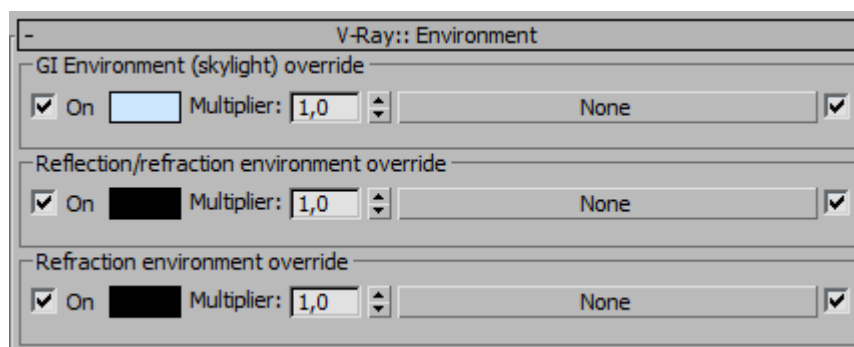 - V-Ray:: Environment
GI Environment (skylight) override
On Multiplier: 1,0 None
Reflection/refraction environment override
On Multiplier: 1,0 None
Refraction environment override
On Multiplier: 1,0 None